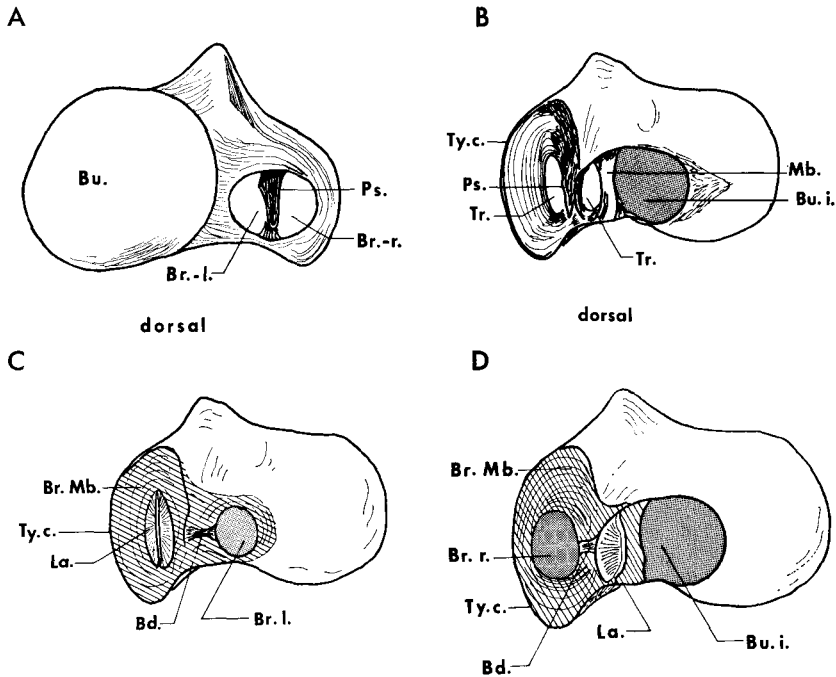 A
Bu.
Ps.
Br.-r.
Br.-l.
dorsal
B
Ty.c.
Ps.
Tr.
Mb.
Bu. i.
Tr.
dorsal
C
Br. Mb.
Ty.c.
La.
Bd.
Br. l.
D
Br. Mb.
Br. r.
Ty.c.
La.
Bd.
Bu. i.